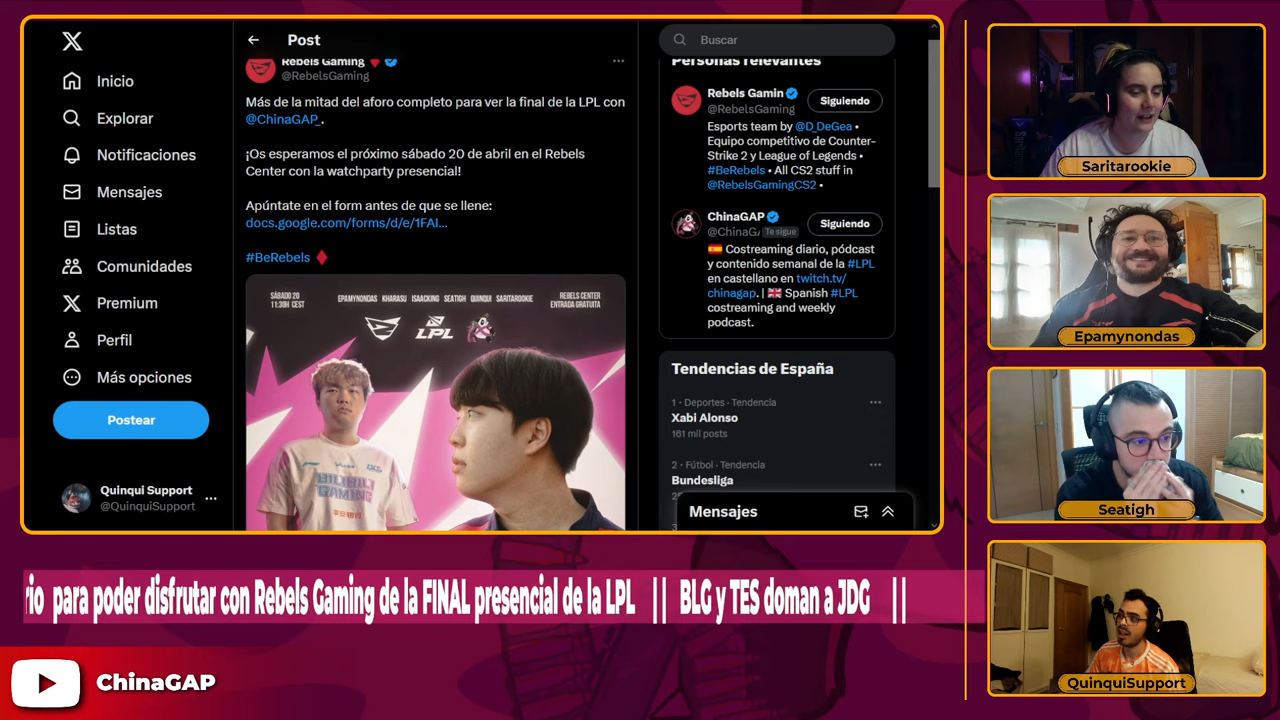 Inicio
Explorar
Notificaciones
Mensajes
Listas
Comunidades
Premium
Perfil
Más opciones
Postear
Quinqui Support
@QuinquiSupport
Post
Rebels Gaming
@RebelsGaming
Más de la mitad del aforo completo para ver la final de la LPL con
@ChinaGAP_.
¡Os esperamos el próximo sábado 20 de abril en el Rebels
Center con la watchparty presencial!
Apúntate en el form antes de que se llene:
docs.google.com/forms/d/e/1FAI...
#BeRebels
SÁBADO 20
11:30H CEST
EPAMYNONDAS KHARASU ISAACKING SEATIGH QUINQUI SARITAROOKIE
REBELS CENTER
ENTRADA GRATUITA
LPL
BILIBILI
GAMING
Buscar
Personas relevantes
Rebels Gamin
@RebelsGaming
Siguiendo
Esports team by @D_DeGea •
Equipo competitivo de Counter-
Strike 2 y League of Legends •
#BeRebels • All CS2 stuff in
@RebelsGamingCS2 •
ChinaGAP
@ChinaGA
Te sigue
Siguiendo
Costreaming diario, pódcast
y contenido semanal de la #LPL
en castellano en twitch.tv/
chinagap. | Spanish #LPL
costreaming and weekly
podcast.
Tendencias de España
1 · Deportes · Tendencia
Xabi Alonso
161 mil posts
2 · Fútbol · Tendencia
Bundesliga
Mensajes
Saritarookie
Epamynondas
Seatigh
QuinquiSupport
rio para poder disfrutar con Rebels Gaming de la FINAL presencial de la LPL || BLG y TES doman a JDG ||
ChinaGAP